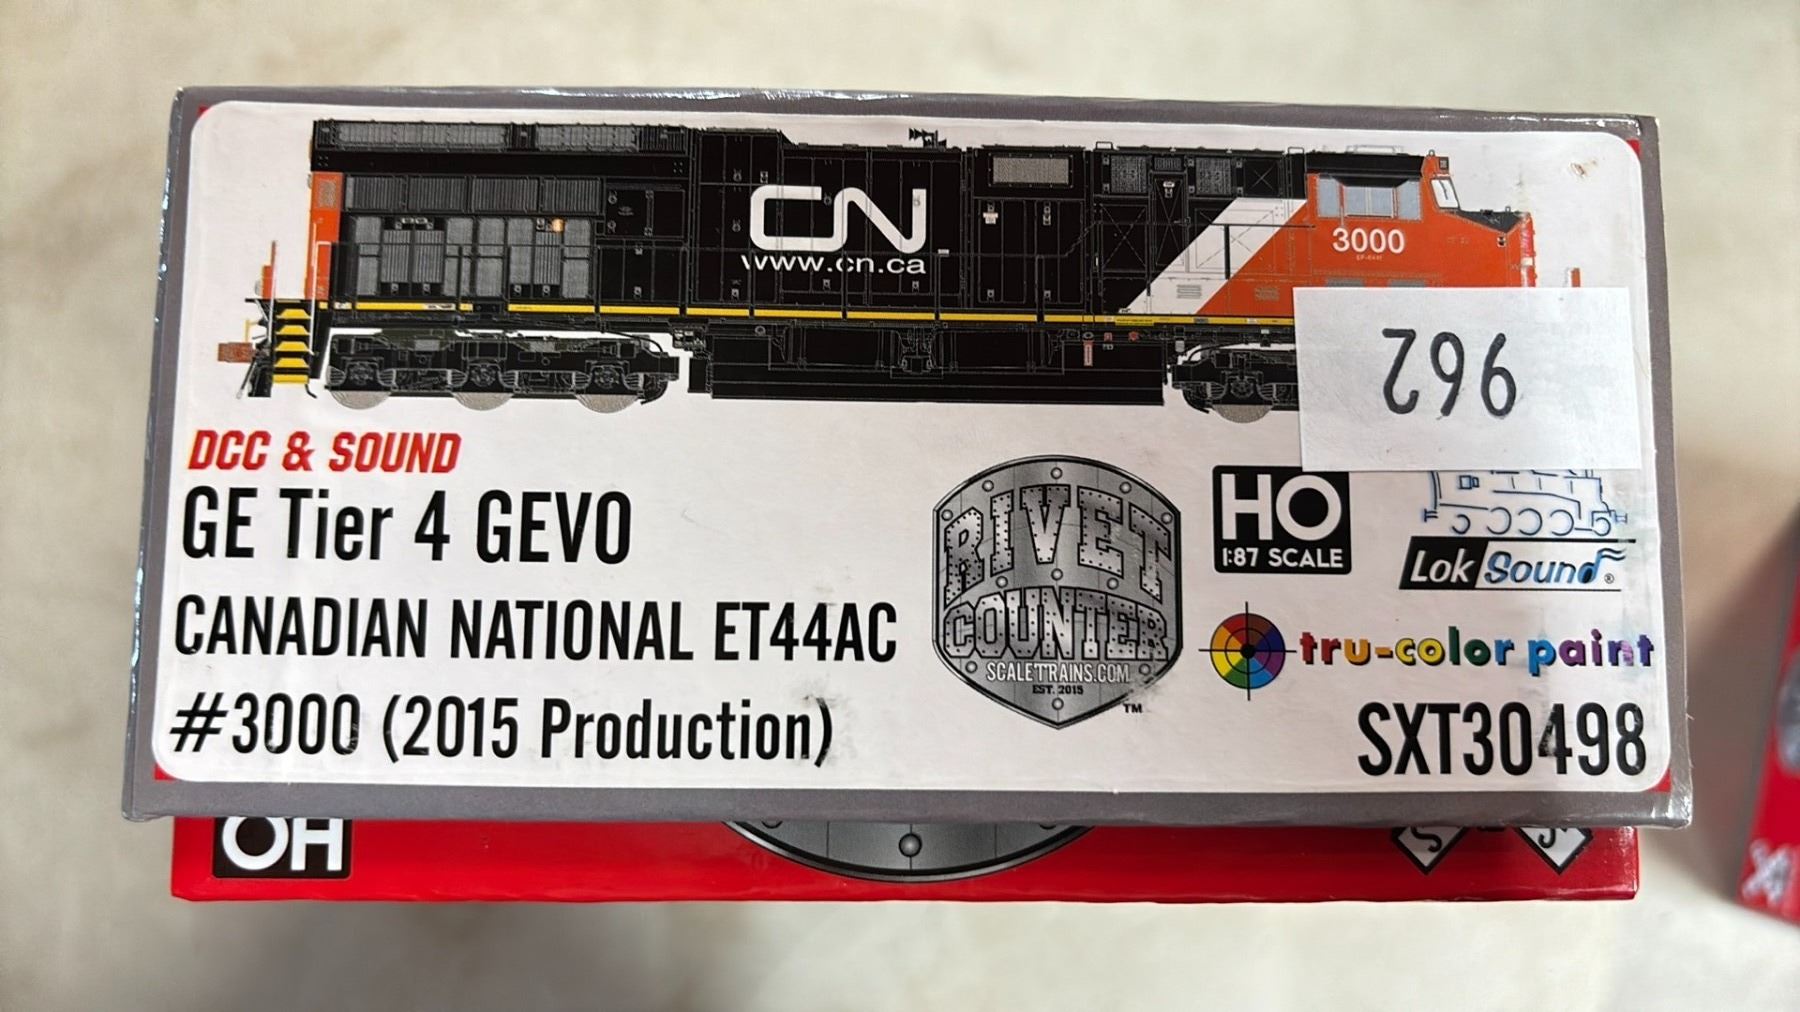 CN
www.cn.ca
3000
962
DCC & SOUND
GE Tier 4 GEVO
CANADIAN NATIONAL ET44AC
#3000 (2015 Production)
RIVET
COUNTER
SCALETRAINS.COM
EST. 2015
TM
HO
1:87 SCALE
LokSound®
tru-color paint
SXT30498
HO